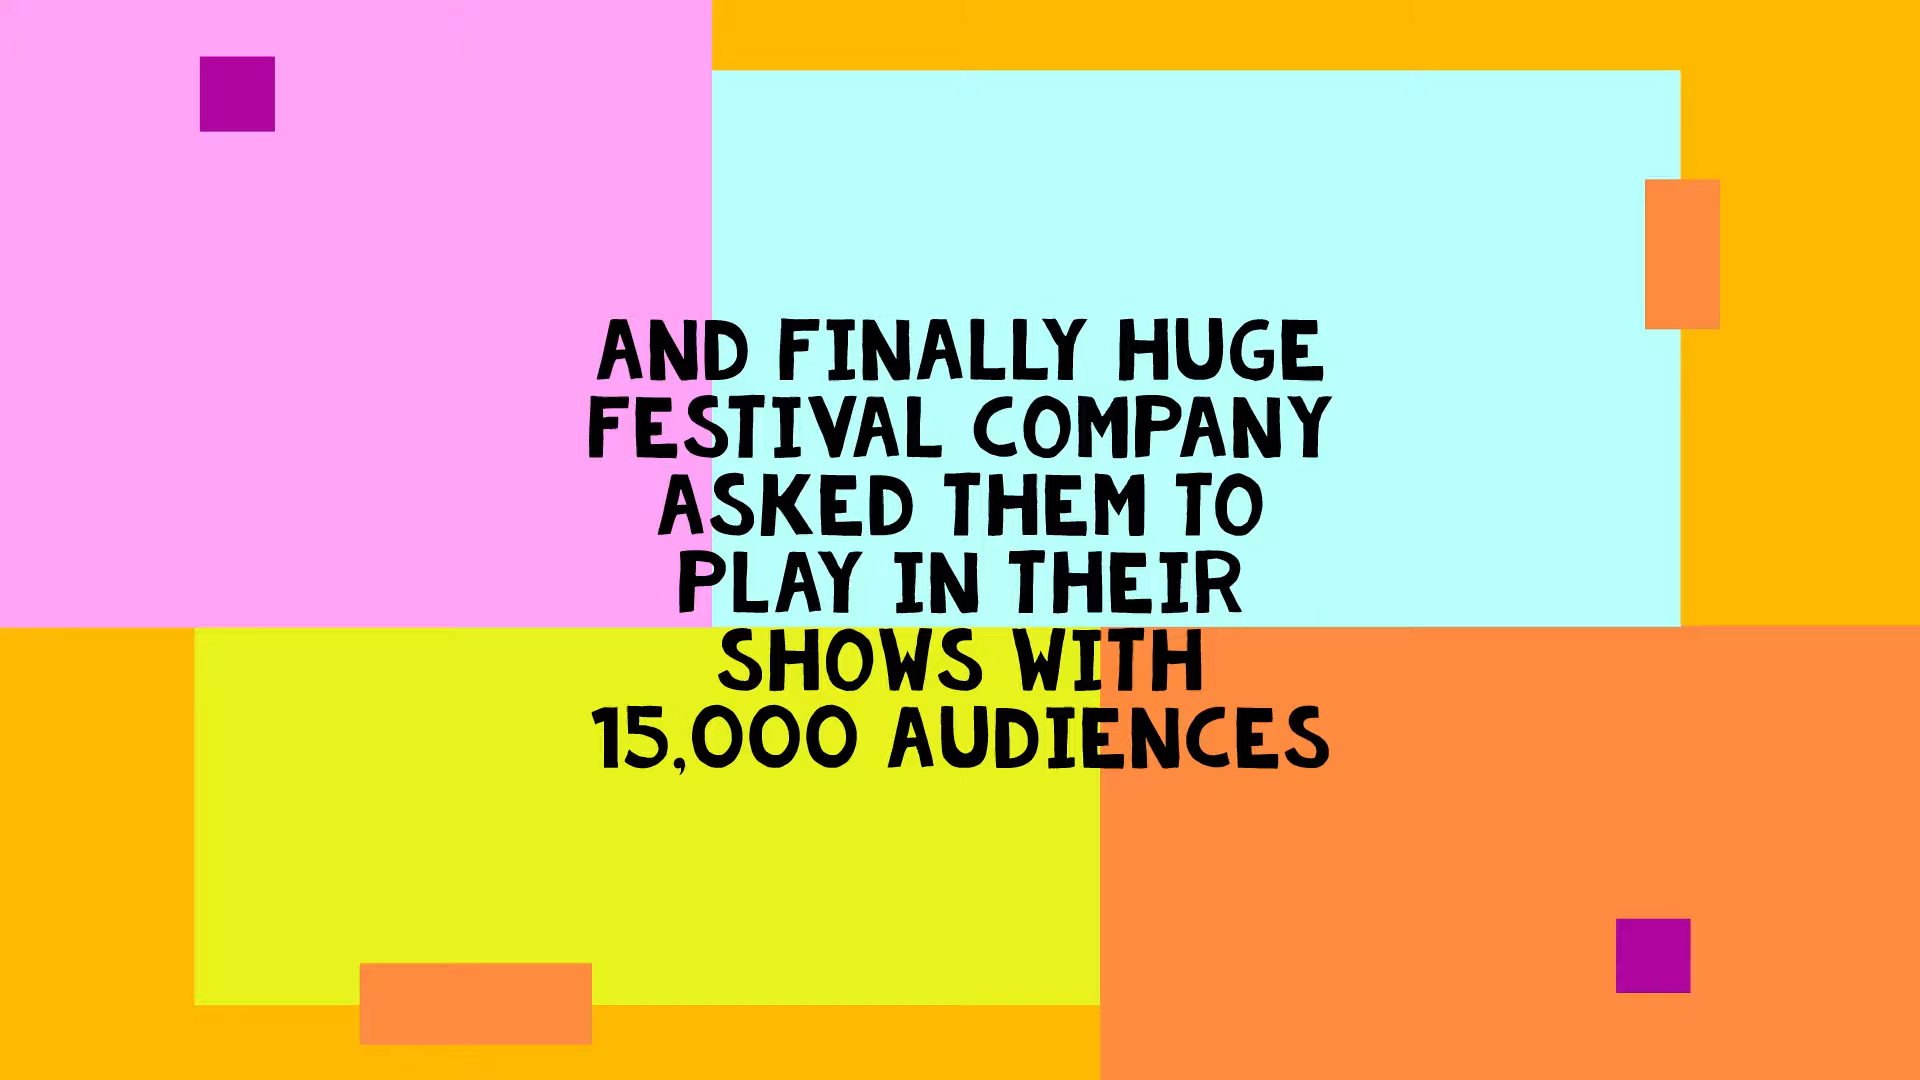 AND FINALLY HUGE
FESTIVAL COMPANY
ASKED THEM TO
PLAY IN THEIR
SHOWS WITH
15,000 AUDIENCES